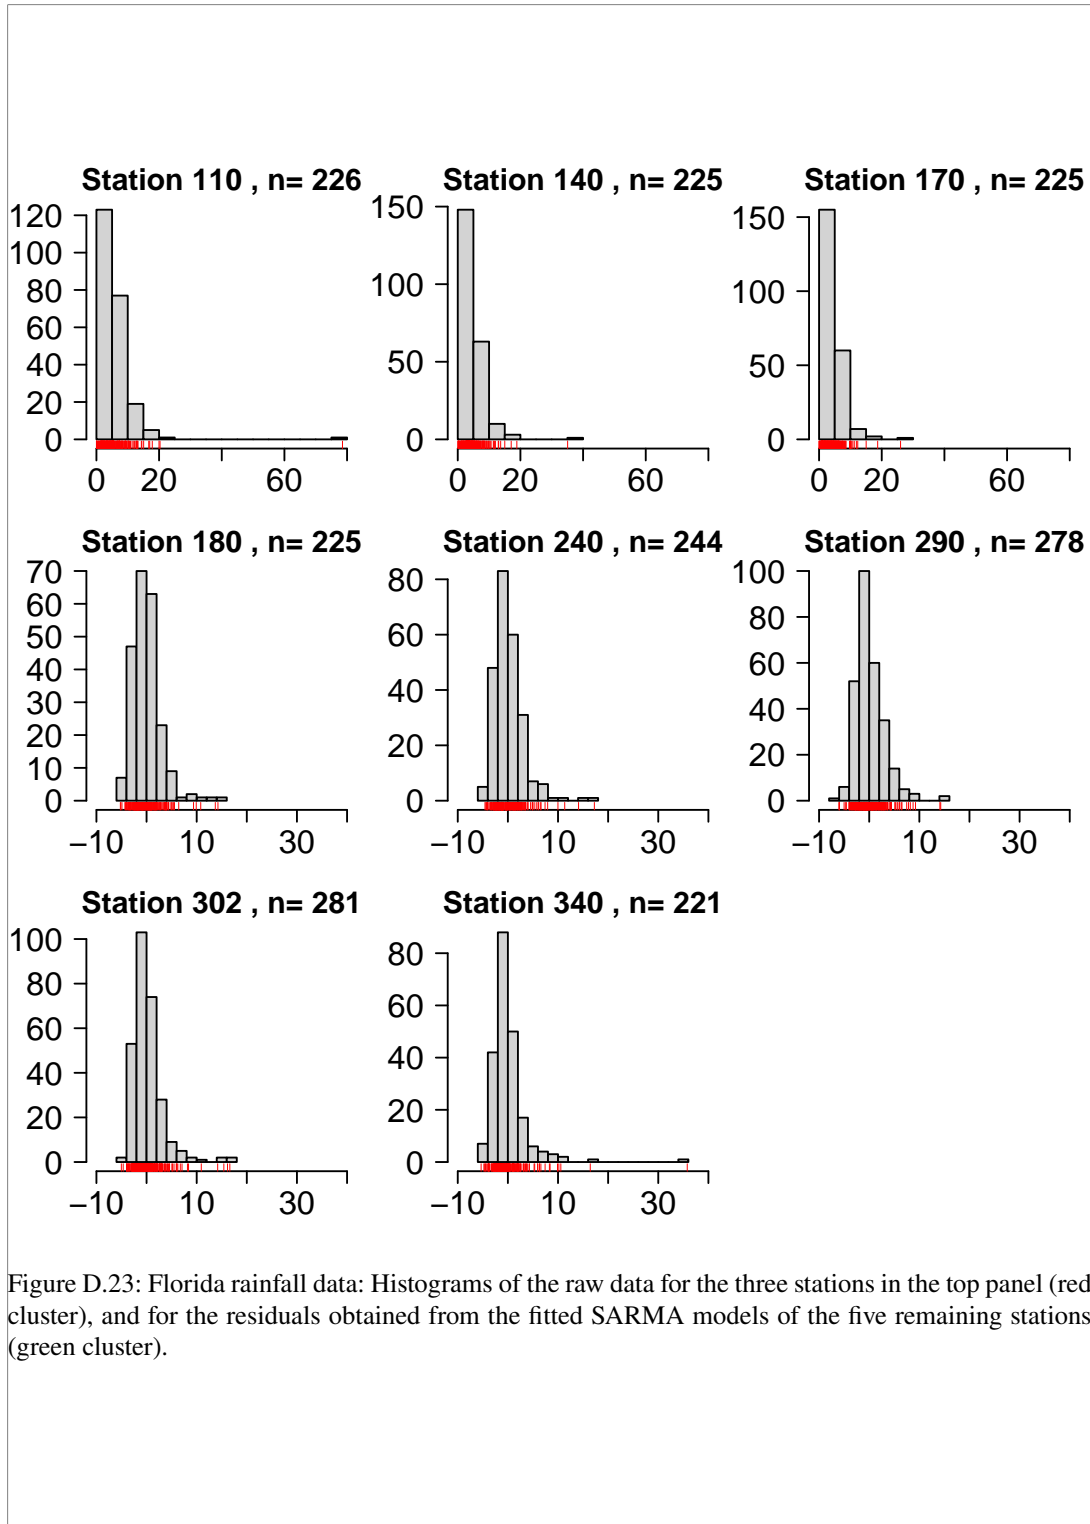 Station 110 , n= 226
Station 140 , n= 225
Station 170 , n= 225
120
100
80
60
40
20
0
0 20 60
150
100
50
0
0 20 60
150
100
50
0
0 20 60
Station 180 , n= 225
Station 240 , n= 244
Station 290 , n= 278
70
60
50
40
30
20
10
0
−10 10 30
80
60
40
20
0
−10 10 30
100
80
60
40
20
0
−10 10 30
Station 302 , n= 281
Station 340 , n= 221
100
80
60
40
20
0
−10 10 30
80
60
40
20
0
−10 10 30
Figure D.23: Florida rainfall data: Histograms of the raw data for the three stations in the top panel (red
cluster), and for the residuals obtained from the fitted SARMA models of the five remaining stations
(green cluster).